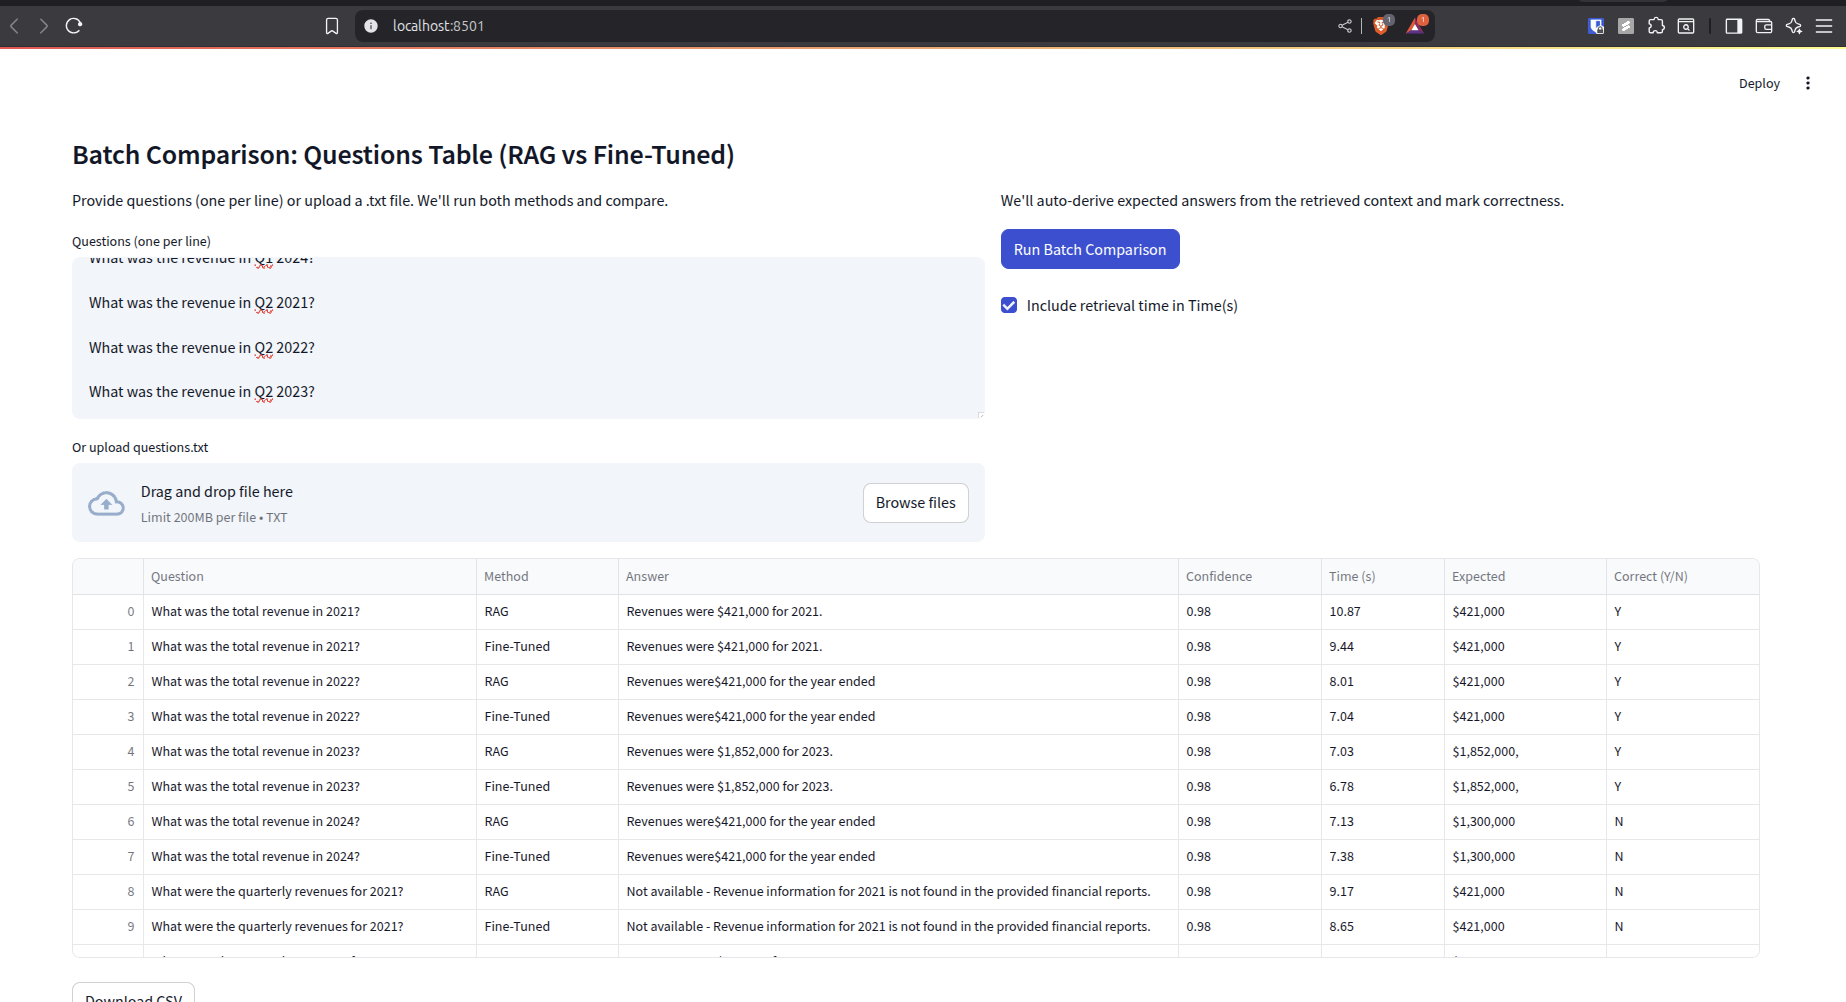 localhost:8501
1
1
Deploy
Batch Comparison: Questions Table (RAG vs Fine-Tuned)
Provide questions (one per line) or upload a .txt file. We'll run both methods and compare.
We'll auto-derive expected answers from the retrieved context and mark correctness.
Questions (one per line)
Run Batch Comparison
What was the revenue in Q1 2024?
What was the revenue in Q2 2021?
Include retrieval time in Time(s)
What was the revenue in Q2 2022?
What was the revenue in Q2 2023?
Or upload questions.txt
Drag and drop file here
Limit 200MB per file • TXT
Browse files
Question Method Answer Confidence Time (s) Expected Correct (Y/N)
0 What was the total revenue in 2021? RAG Revenues were $421,000 for 2021. 0.98 10.87 $421,000 Y
1 What was the total revenue in 2021? Fine-Tuned Revenues were $421,000 for 2021. 0.98 9.44 $421,000 Y
2 What was the total revenue in 2022? RAG Revenues were$421,000 for the year ended 0.98 8.01 $421,000 Y
3 What was the total revenue in 2022? Fine-Tuned Revenues were$421,000 for the year ended 0.98 7.04 $421,000 Y
4 What was the total revenue in 2023? RAG Revenues were $1,852,000 for 2023. 0.98 7.03 $1,852,000, Y
5 What was the total revenue in 2023? Fine-Tuned Revenues were $1,852,000 for 2023. 0.98 6.78 $1,852,000, Y
6 What was the total revenue in 2024? RAG Revenues were$421,000 for the year ended 0.98 7.13 $1,300,000 N
7 What was the total revenue in 2024? Fine-Tuned Revenues were$421,000 for the year ended 0.98 7.38 $1,300,000 N
8 What were the quarterly revenues for 2021? RAG Not available - Revenue information for 2021 is not found in the provided financial reports. 0.98 9.17 $421,000 N
9 What were the quarterly revenues for 2021? Fine-Tuned Not available - Revenue information for 2021 is not found in the provided financial reports. 0.98 8.65 $421,000 N
Download CSV